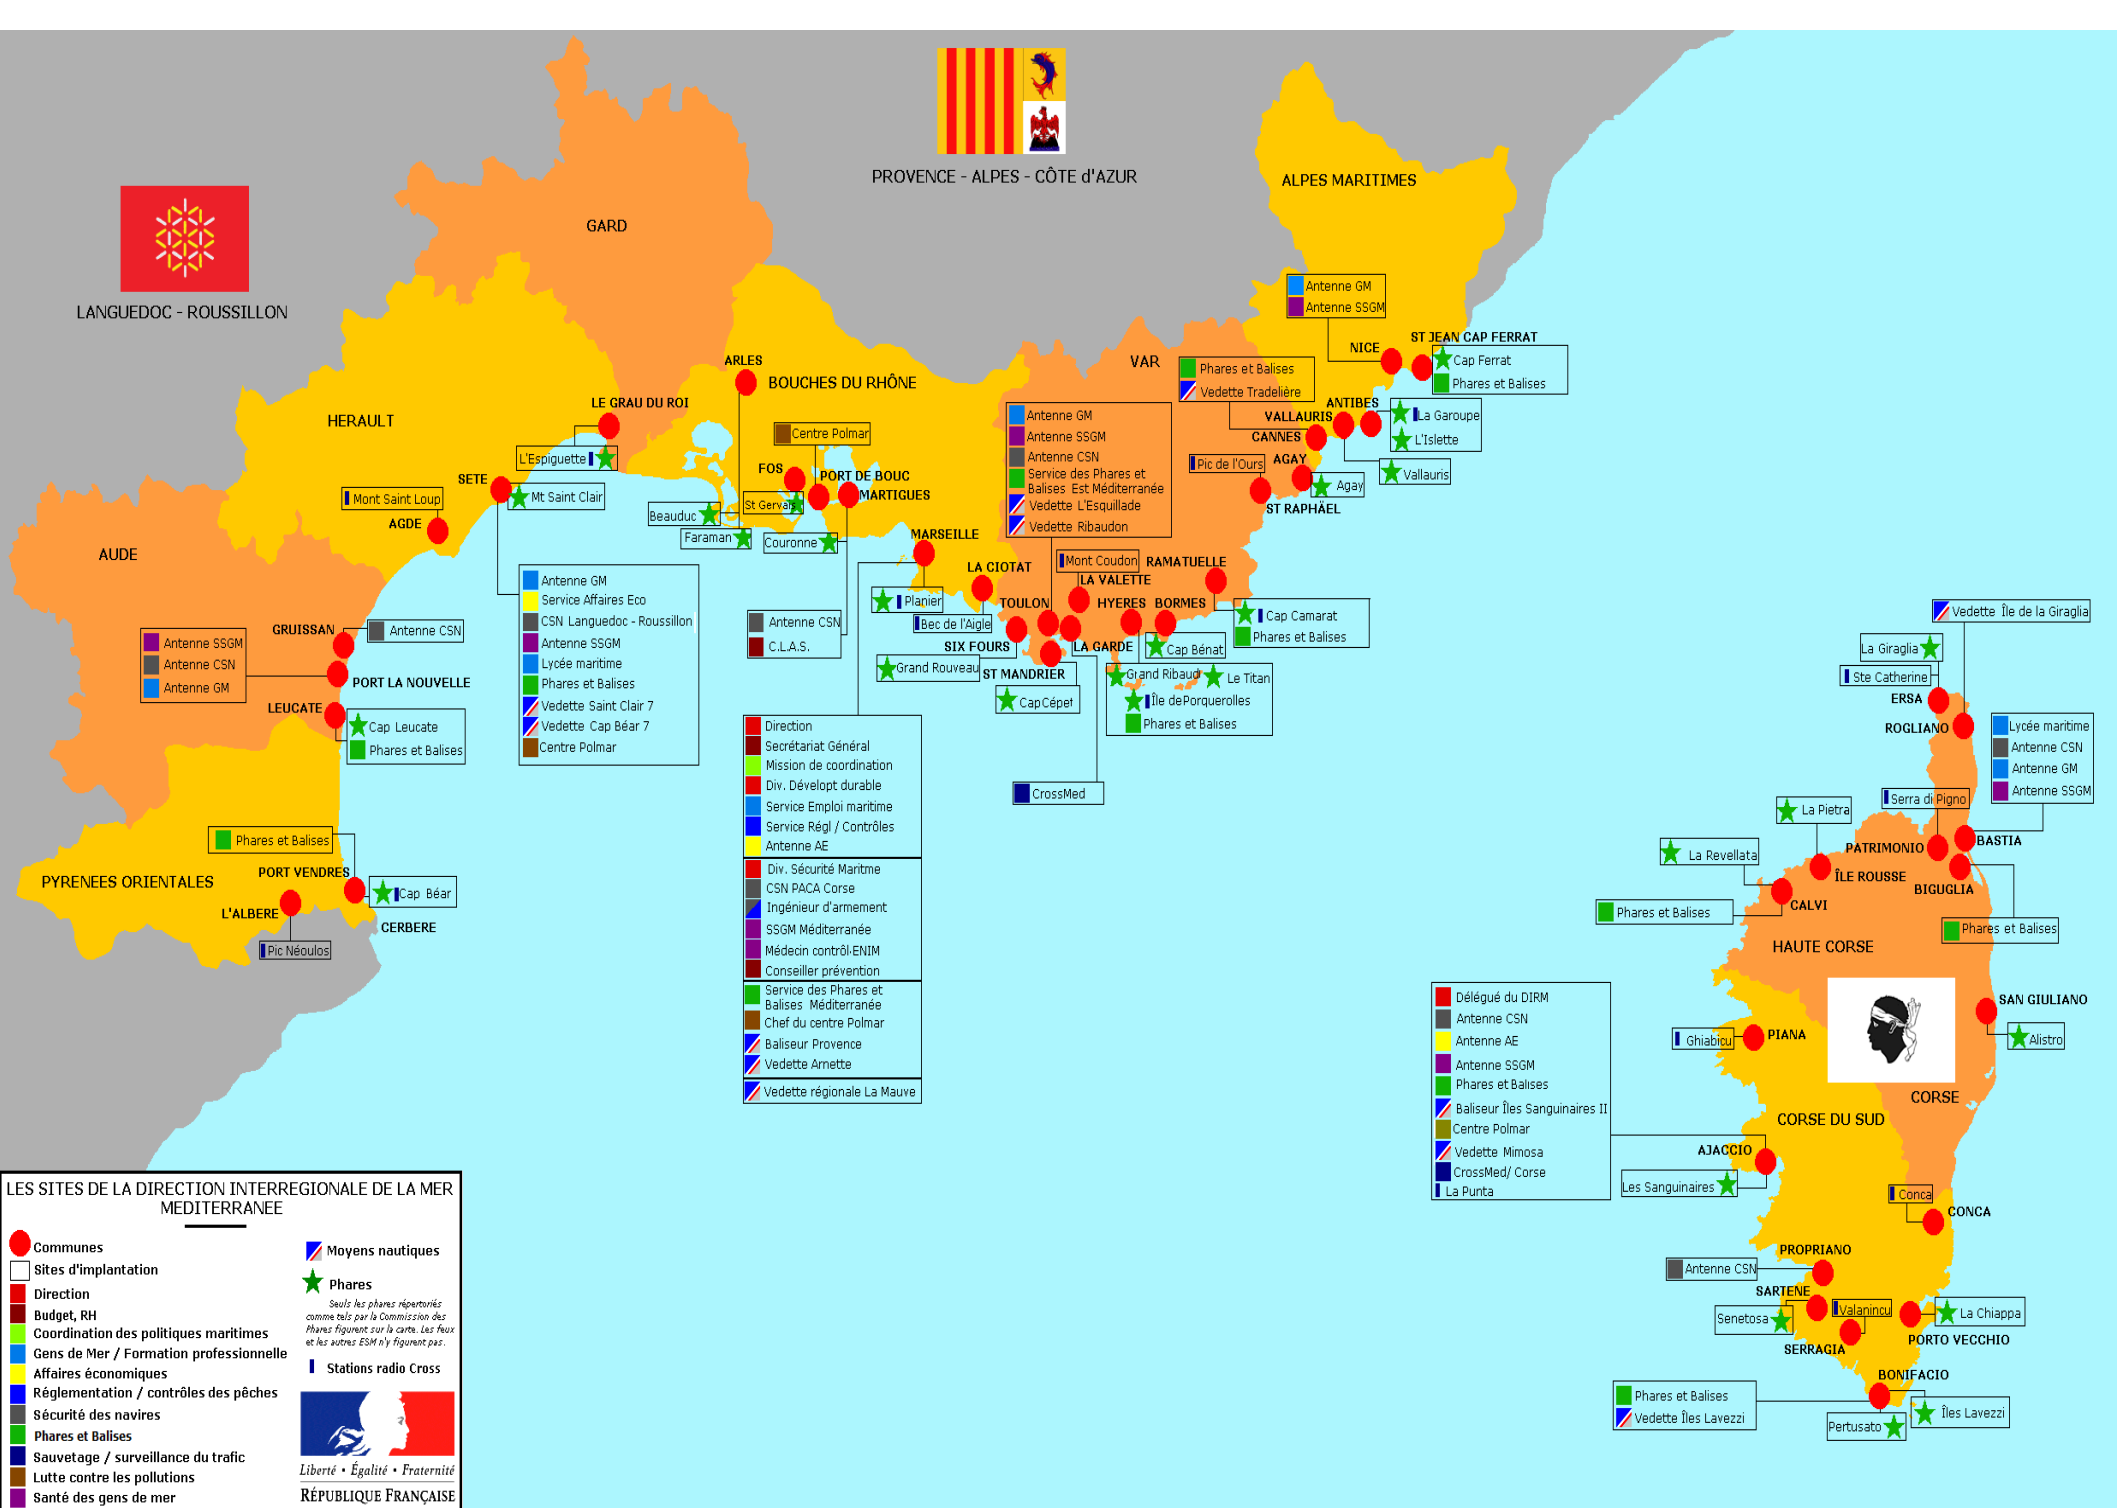 PROVENCE - ALPES - CÔTE d'AZUR
LANGUEDOC - ROUSSILLON
GARD
HERAULT
AUDE
PYRENEES ORIENTALES
BOUCHES DU RHÔNE
VAR
ALPES MARITIMES
Antenne GM
Antenne SSGM
NICE
ST JEAN CAP FERRAT
Cap Ferrat
Phares et Balises
Phares et Balises
Vedette Tradelière
ANTIBES
VALLAURIS
CANNES
La Garoupe
L'Islette
Vallauris
AGAY
Agay
Pic de l'Ours
ST RAPHÄEL
ARLES
Beauduc
Faraman
LE GRAU DU ROI
L'Espiguette
SETE
Mt Saint Clair
Mont Saint Loup
AGDE
Centre Polmar
FOS
PORT DE BOUC
St Gervais
MARTIGUES
Couronne
Antenne CSN
C.L.A.S.
MARSEILLE
Planier
LA CIOTAT
Bec de l'Aigle
Antenne GM
Antenne SSGM
Antenne CSN
Service des Phares et
Balises Est Méditerranée
Vedette L'Esquillade
Vedette Ribaudon
Mont Coudon
RAMATUELLE
LA VALETTE
TOULON
HYERES
BORMES
Cap Camarat
Phares et Balises
SIX FOURS
LA GARDE
Cap Bénat
Grand Rouveau
ST MANDRIER
Cap Cépet
Grand Ribaud
Le Titan
Île de Porquerolles
Phares et Balises
CrossMed
Antenne GM
Service Affaires Eco
CSN Languedoc - Roussillon
Antenne SSGM
Lycée maritime
Phares et Balises
Vedette Saint Clair 7
Vedette Cap Béar 7
Centre Polmar
GRUISSAN
Antenne CSN
Antenne SSGM
Antenne CSN
Antenne GM
PORT LA NOUVELLE
LEUCATE
Cap Leucate
Phares et Balises
Phares et Balises
PORT VENDRES
Cap Béar
L'ALBERE
CERBERE
Pic Néoulos
Direction
Secrétariat Général
Mission de coordination
Div. Dévelopt durable
Service Emploi maritime
Service Régl / Contrôles
Antenne AE
Div. Sécurité Maritme
CSN PACA Corse
Ingénieur d'armement
SSGM Méditerranée
Médecin contrôl.ENIM
Conseiller prévention
Service des Phares et
Balises Méditerranée
Chef du centre Polmar
Baliseur Provence
Vedette Arnette
Vedette régionale La Mauve
Vedette Île de la Giraglia
La Giraglia
Ste Catherine
ERSA
ROGLIANO
Lycée maritime
Antenne CSN
Antenne GM
Antenne SSGM
Serra di Pigno
La Pietra
BASTIA
PATRIMONIO
La Revellata
ÎLE ROUSSE
BIGUGLIA
CALVI
Phares et Balises
Phares et Balises
HAUTE CORSE
SAN GIULIANO
Alistro
Ghiabicu
PIANA
CORSE
CORSE DU SUD
Délégué du DIRM
Antenne CSN
Antenne AE
Antenne SSGM
Phares et Balises
Baliseur Îles Sanguinaires II
Centre Polmar
Vedette Mimosa
CrossMed/ Corse
La Punta
AJACCIO
Les Sanguinaires
Conca
CONCA
PROPRIANO
Antenne CSN
SARTENE
Senetosa
Valanincu
SERRAGIA
La Chiappa
PORTO VECCHIO
BONIFACIO
Phares et Balises
Vedette Îles Lavezzi
Îles Lavezzi
Pertusato
LES SITES DE LA DIRECTION INTERREGIONALE DE LA MER
MEDITERRANEE
Communes
Sites d'implantation
Direction
Budget, RH
Coordination des politiques maritimes
Gens de Mer / Formation professionnelle
Affaires économiques
Réglementation / contrôles des pêches
Sécurité des navires
Phares et Balises
Sauvetage / surveillance du trafic
Lutte contre les pollutions
Santé des gens de mer
Moyens nautiques
Phares
Seuls les phares répertoriés
comme tels par la Commission des
Phares figurent sur la carte. Les feux
et les autres ESM n'y figurent pas.
Stations radio Cross
Liberté • Égalité • Fraternité
RÉPUBLIQUE FRANÇAISE